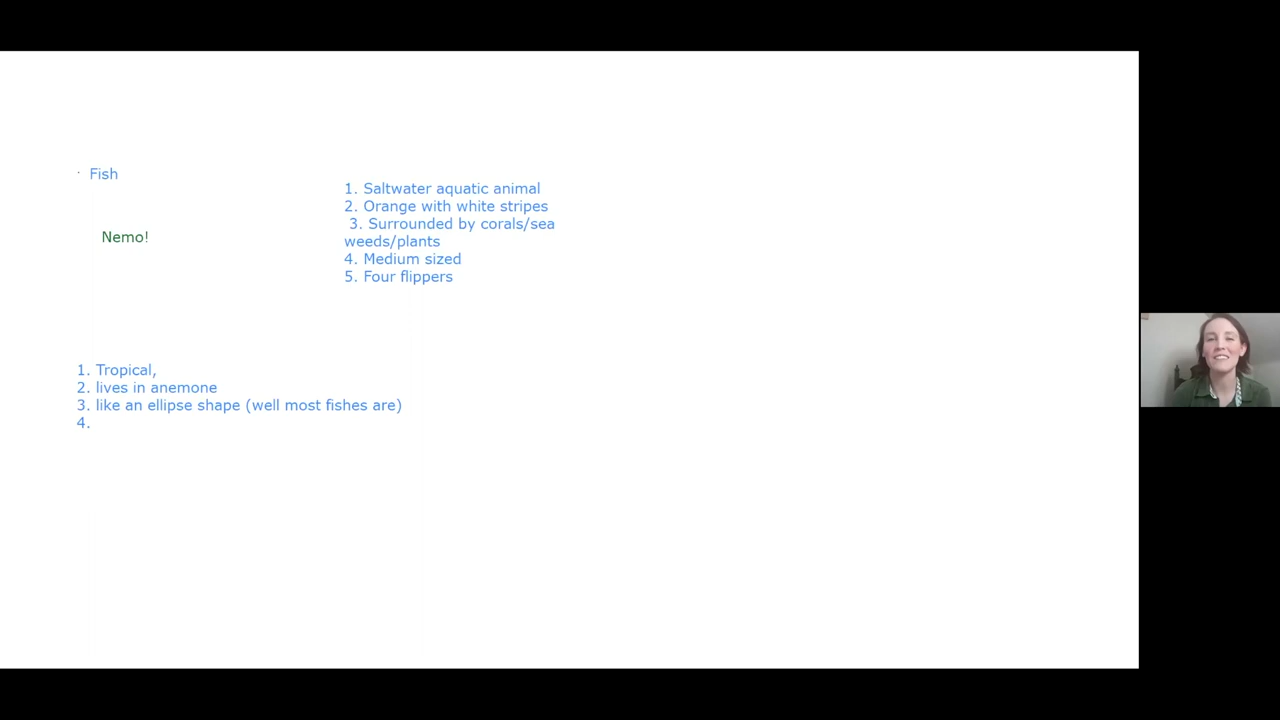 Fish
Nemo!
1. Saltwater aquatic animal
2. Orange with white stripes
3. Surrounded by corals/sea
weeds/plants
4. Medium sized
5. Four flippers
1. Tropical,
2. lives in anemone
3. like an ellipse shape (well most fishes are)
4.